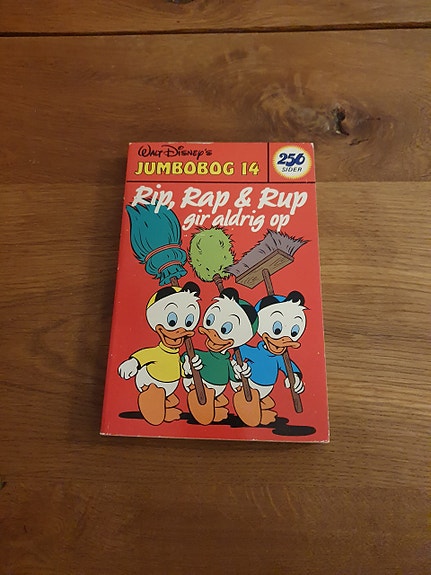 Walt Disney's
JUMBOBOG 14
256
SIDER
Rip, Rap & Rup
gir aldrig op